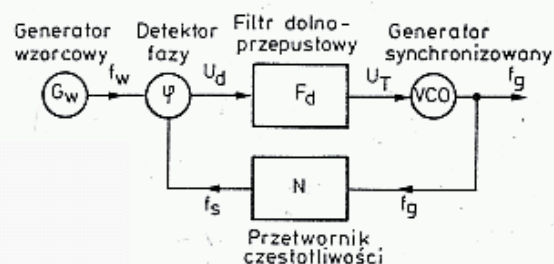 Generator
wzorcowy
Detektor
fazy
Filtr dolno-
przepustowy
Generator
synchronizowany
f_w
U_d
U_T
f_g
G_w
φ
F_d
VCO
N
f_s
f_g
Przetwornik
częstotliwości